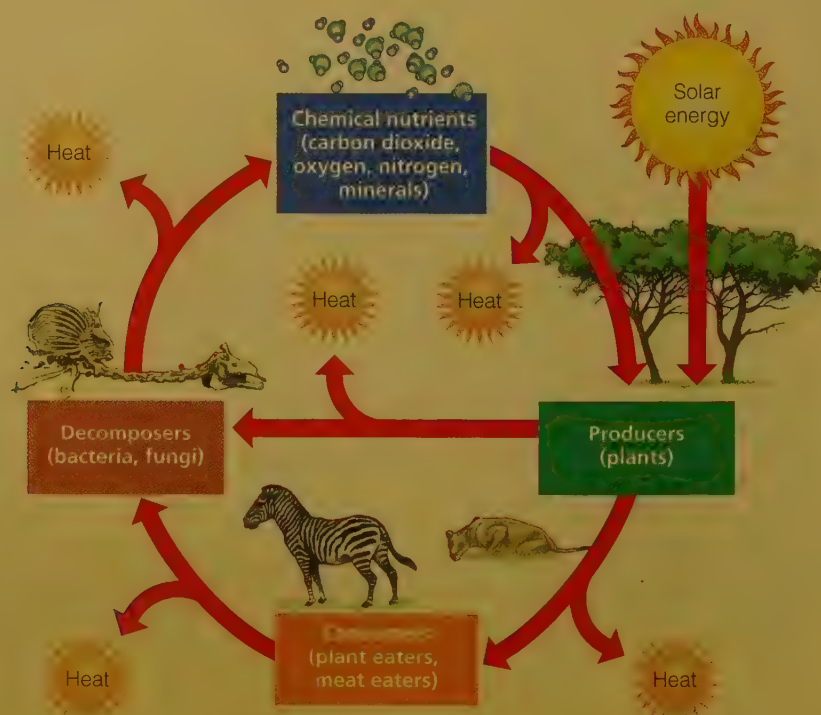 Chemical nutrients
(carbon dioxide,
oxygen, nitrogen,
minerals)
Solar
energy
Heat
Heat
Heat
Decomposers
(bacteria, fungi)
Producers
(plants)
(plant eaters,
meat eaters)
Heat
Heat